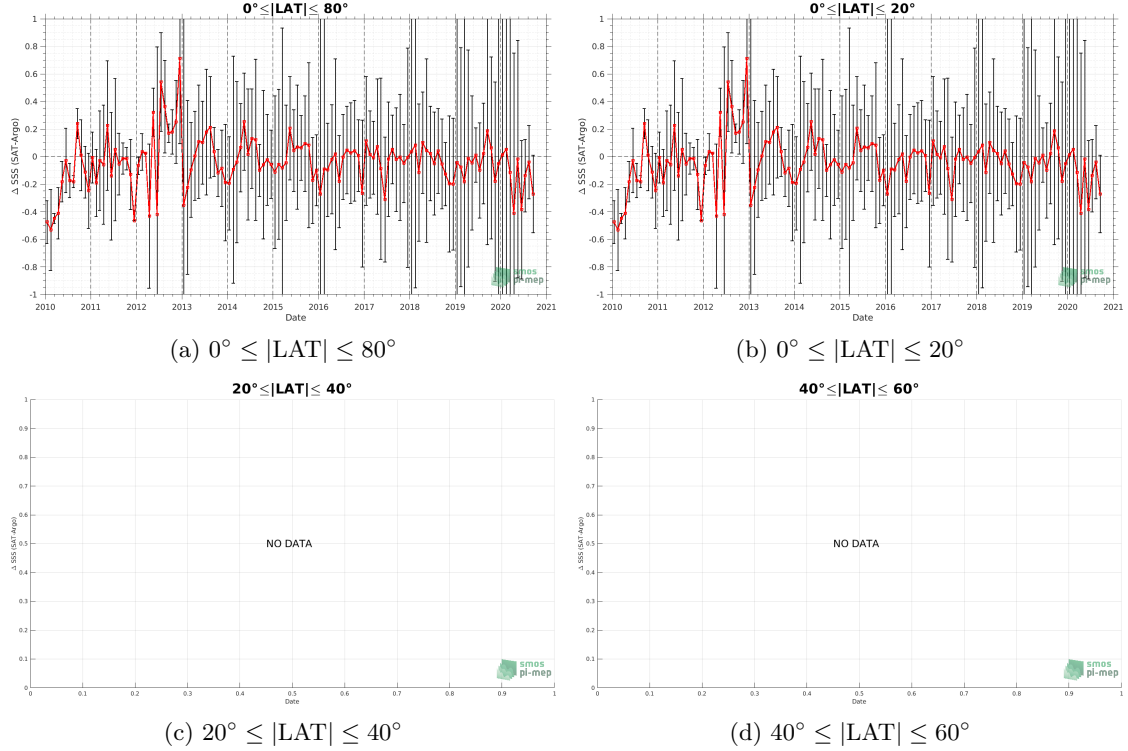 0°≤|LAT|≤ 80°
Δ SSS (SAT-Argo)
1
0.8
0.6
0.4
0.2
0
-0.2
-0.4
-0.6
-0.8
-1
2010 2011 2012 2013 2014 2015 2016 2017 2018 2019 2020 2021
Date
smos
pi-mep
(a) 0° ≤ |LAT| ≤ 80°
0°≤|LAT|≤ 20°
Δ SSS (SAT-Argo)
1
0.8
0.6
0.4
0.2
0
-0.2
-0.4
-0.6
-0.8
-1
2010 2011 2012 2013 2014 2015 2016 2017 2018 2019 2020 2021
Date
smos
pi-mep
(b) 0° ≤ |LAT| ≤ 20°
20°≤|LAT|≤ 40°
Δ SSS (SAT-Argo)
1
0.9
0.8
0.7
0.6
0.5
0.4
0.3
0.2
0.1
0
NO DATA
0 0.1 0.2 0.3 0.4 0.5 0.6 0.7 0.8 0.9 1
Date
smos
pi-mep
(c) 20° ≤ |LAT| ≤ 40°
40°≤|LAT|≤ 60°
Δ SSS (SAT-Argo)
1
0.9
0.8
0.7
0.6
0.5
0.4
0.3
0.2
0.1
0
NO DATA
0 0.1 0.2 0.3 0.4 0.5 0.6 0.7 0.8 0.9 1
Date
smos
pi-mep
(d) 40° ≤ |LAT| ≤ 60°